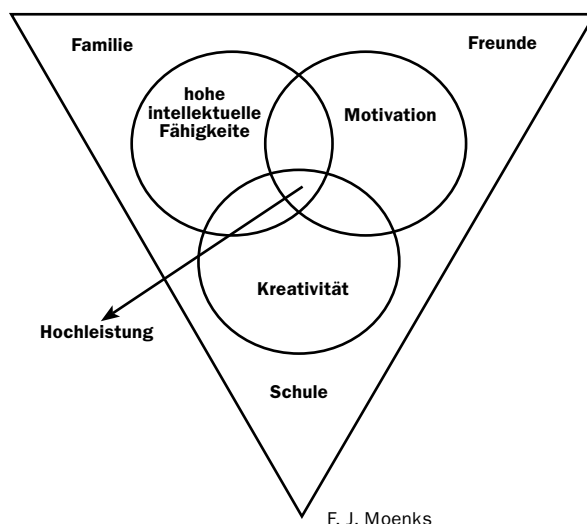 Familie
Freunde
hohe
intellektuelle
Fähigkeite
Motivation
Kreativität
Hochleistung
Schule
F. J. Moenks